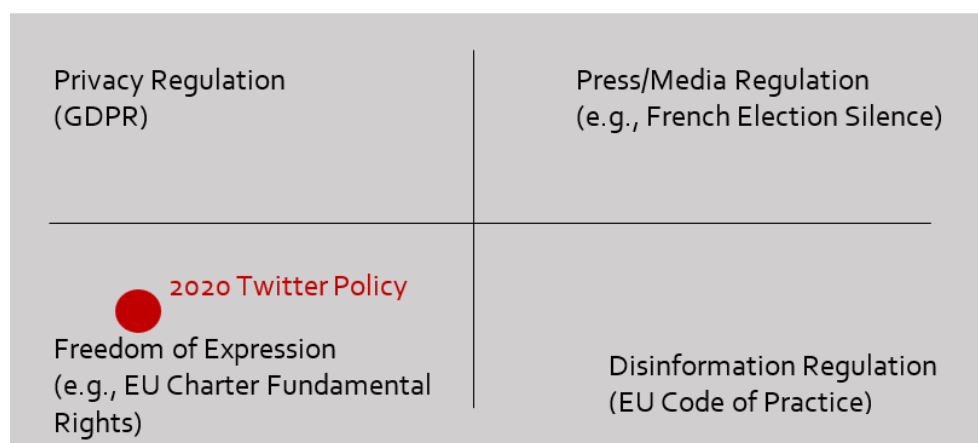 Privacy Regulation
(GDPR)
Press/Media Regulation
(e.g., French Election Silence)
2020 Twitter Policy
Freedom of Expression
(e.g., EU Charter Fundamental
Rights)
Disinformation Regulation
(EU Code of Practice)